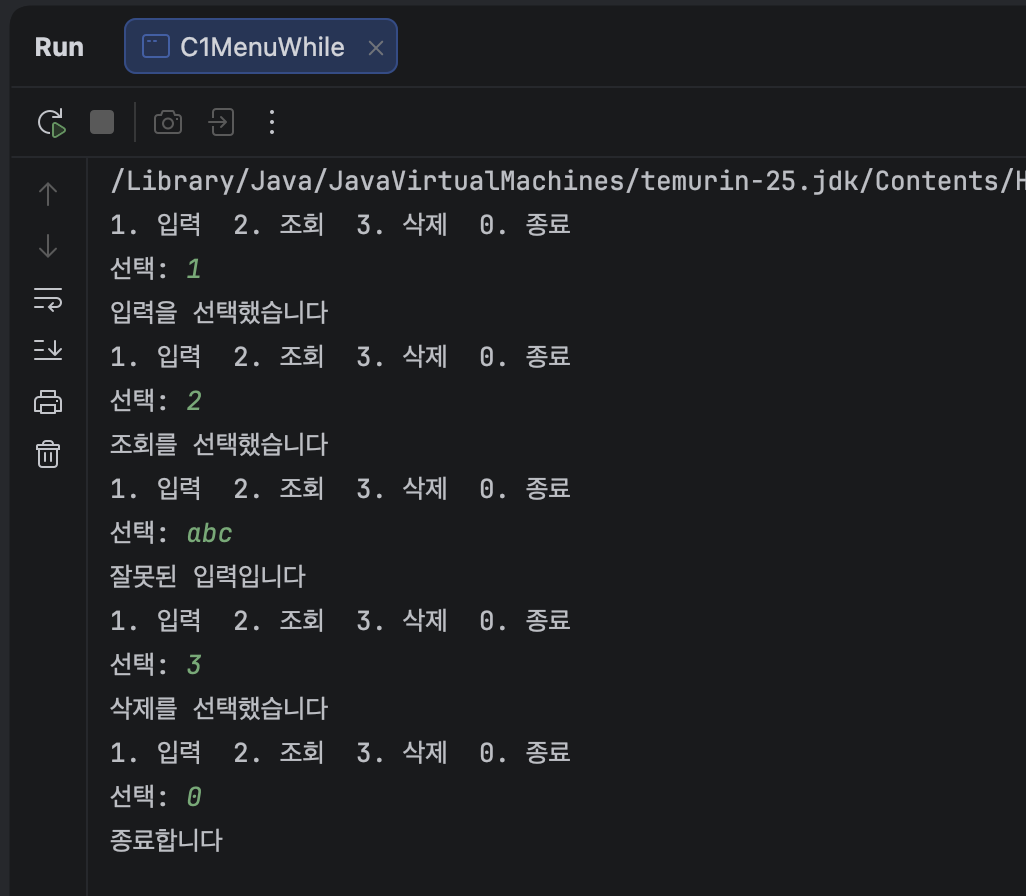 Run C1MenuWhile
/Library/Java/JavaVirtualMachines/temurin-25.jdk/Contents/H
1. 입력  2. 조회  3. 삭제  0. 종료
선택: 1
입력을 선택했습니다
1. 입력  2. 조회  3. 삭제  0. 종료
선택: 2
조회를 선택했습니다
1. 입력  2. 조회  3. 삭제  0. 종료
선택: abc
잘못된 입력입니다
1. 입력  2. 조회  3. 삭제  0. 종료
선택: 3
삭제를 선택했습니다
1. 입력  2. 조회  3. 삭제  0. 종료
선택: 0
종료합니다